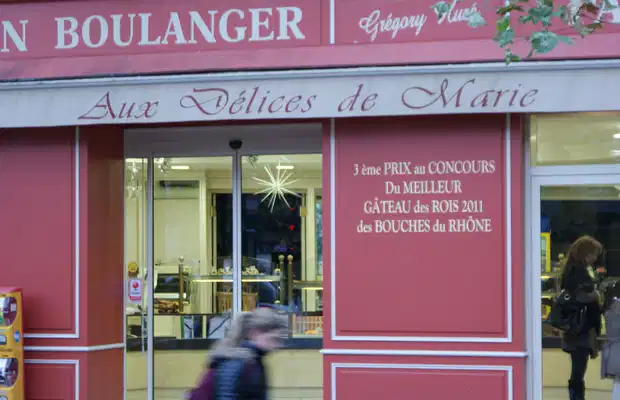 N BOULANGER
Grégory
Aux Délices de Marie
3 ème PRIX au CONCOURS
Du MEILLEUR
GÂTEAU des ROIS 2011
des BOUCHES du RHÔNE